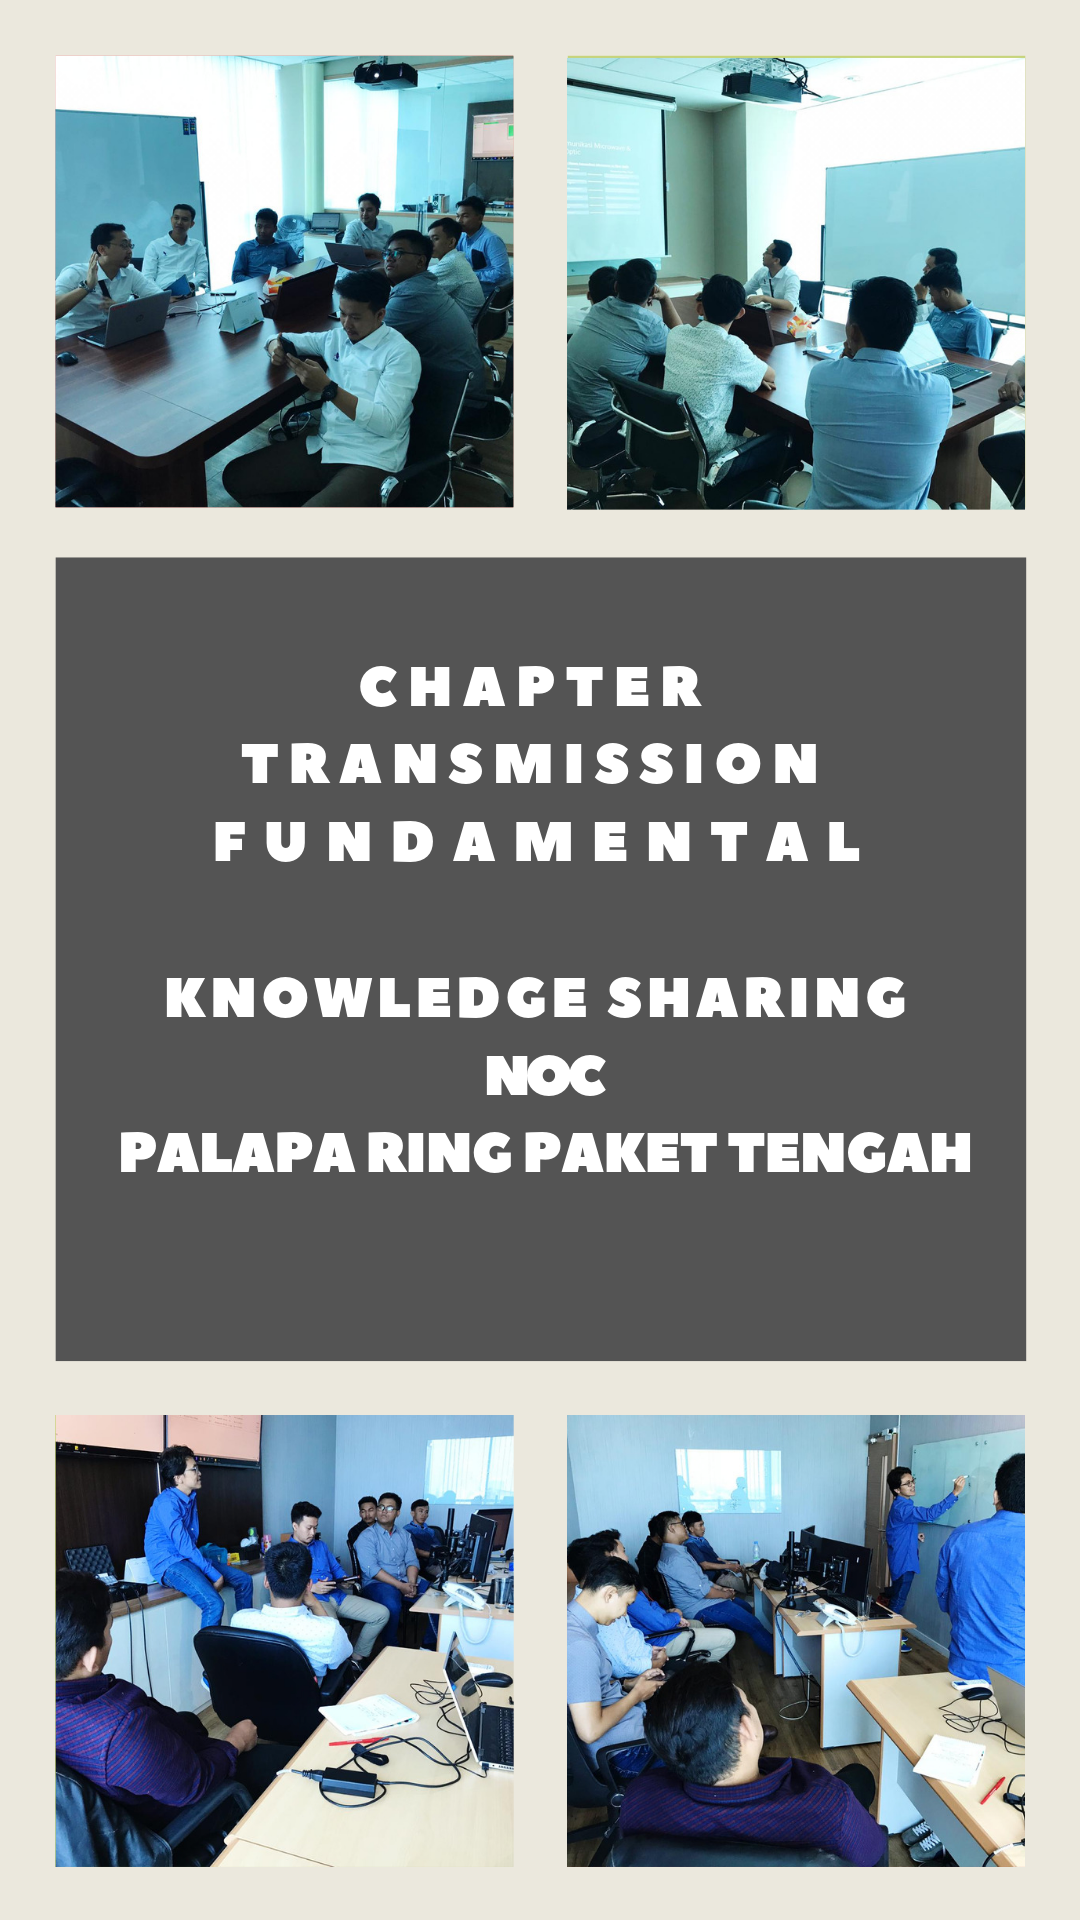 CHAPTER
TRANSMISSION
FUNDAMENTAL
KNOWLEDGE SHARING
NOC
PALAPA RING PAKET TENGAH